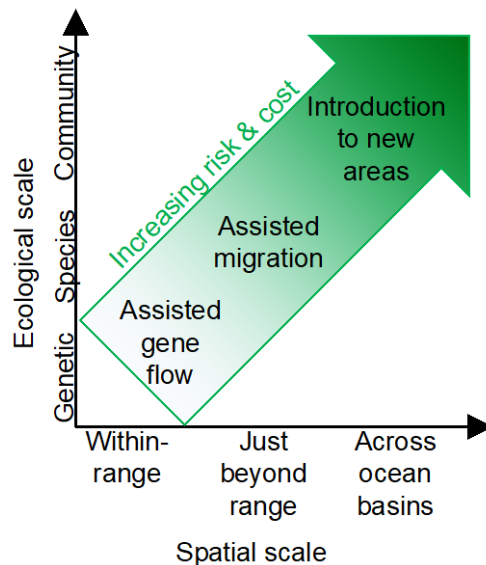 Ecological scale
Community
Species
Genetic
Increasing risk & cost
Introduction
to new
areas
Assisted
migration
Assisted
gene
flow
Within-
range
Just
beyond
range
Across
ocean
basins
Spatial scale